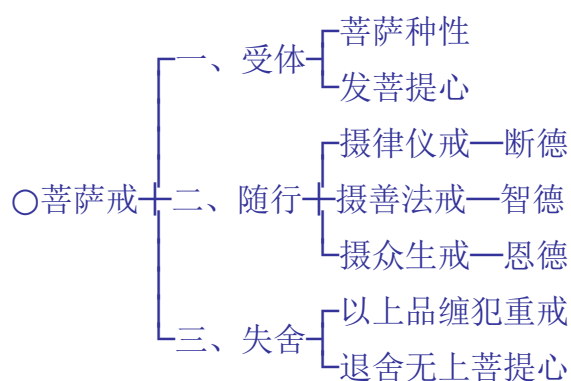 菩萨种性
一、受体
发菩提心
摄律仪戒—断德
○菩萨戒 二、随行 摄善法戒—智德
摄众生戒—恩德
以上品缠犯重戒
三、失舍
退舍无上菩提心